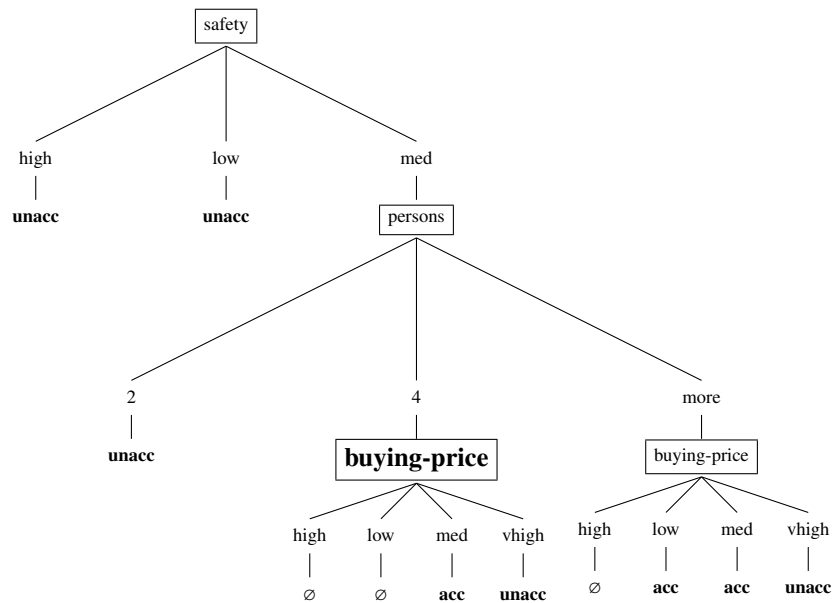 safety
high low med
unacc unacc persons
2 4 more
unacc buying-price buying-price
high low med vhigh high low med vhigh
∅ ∅ acc unacc ∅ acc acc unacc